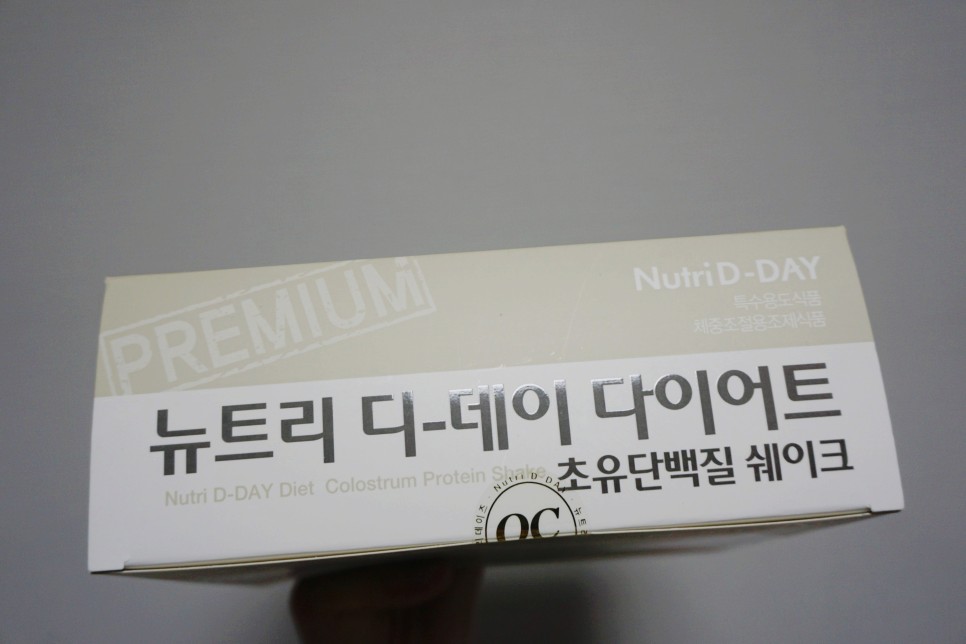 PREMIUM
NutriD-DAY
특수용도식품
체중조절용조제식품
뉴트리 디-데이 다이어트
초유단백질 쉐이크
Nutri D-DAY Diet Colostrum Protein Shake
Nutri D-DAY
QC